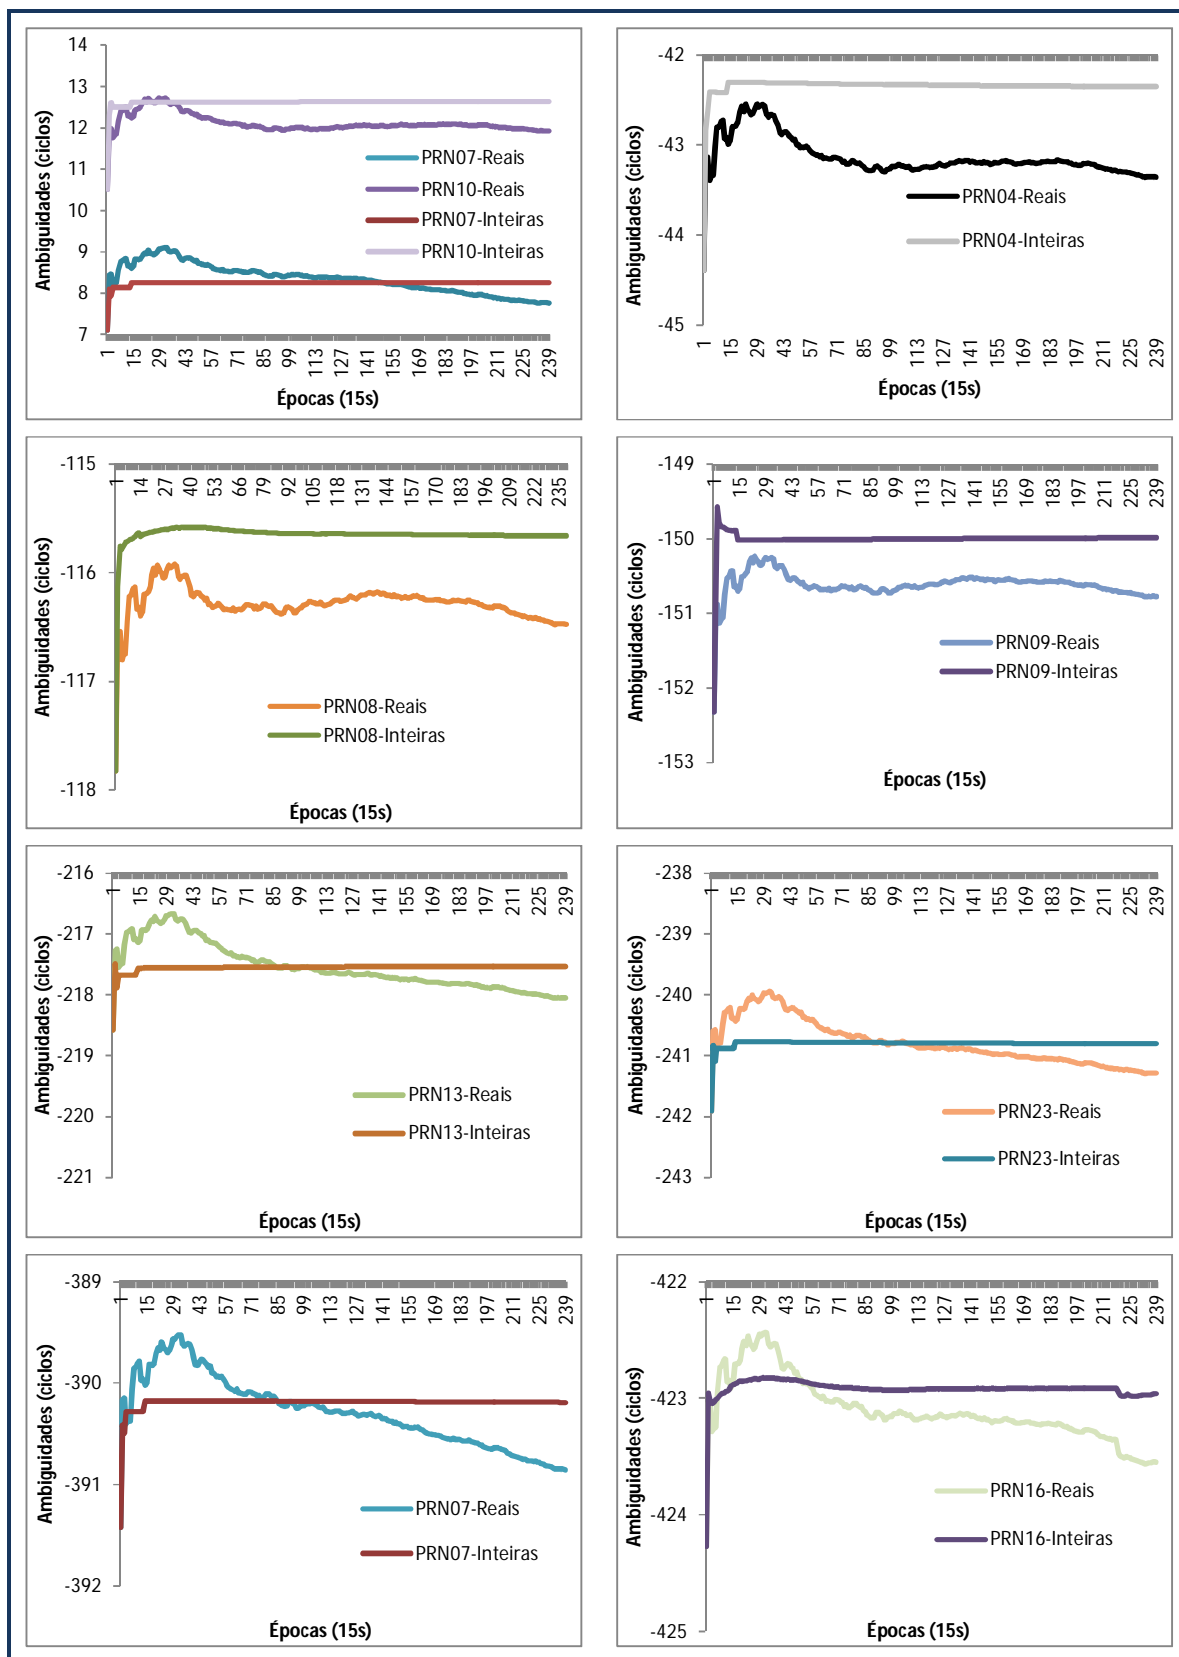 14
13
12
11
10
9
8
7
Ambiguidades (ciclos)
PRN07-Reais
PRN10-Reais
PRN07-Inteiras
PRN10-Inteiras
1 15 29 43 57 71 85 99 113 127 141 155 169 183 197 211 225 239
Épocas (15s)
-42
-43
-44
-45
Ambiguidades (ciclos)
PRN04-Reais
PRN04-Inteiras
1 15 29 43 57 71 85 99 113 127 141 155 169 183 197 211 225 239
Épocas (15s)
-115
-116
-117
-118
Ambiguidades (ciclos)
1 14 27 40 53 66 79 92 105 118 131 144 157 170 183 196 209 222 235
PRN08-Reais
PRN08-Inteiras
Épocas (15s)
-149
-150
-151
-152
-153
Ambiguidades (ciclos)
1 15 29 43 57 71 85 99 113 127 141 155 169 183 197 211 225 239
PRN09-Reais
PRN09-Inteiras
Épocas (15s)
-216
-217
-218
-219
-220
-221
Ambiguidades (ciclos)
1 15 29 43 57 71 85 99 113 127 141 155 169 183 197 211 225 239
PRN13-Reais
PRN13-Inteiras
Épocas (15s)
-238
-239
-240
-241
-242
-243
Ambiguidades (ciclos)
1 15 29 43 57 71 85 99 113 127 141 155 169 183 197 211 225 239
PRN23-Reais
PRN23-Inteiras
Épocas (15s)
-389
-390
-391
-392
Ambiguidades (ciclos)
1 15 29 43 57 71 85 99 113 127 141 155 169 183 197 211 225 239
PRN07-Reais
PRN07-Inteiras
Épocas (15s)
-422
-423
-424
-425
Ambiguidades (ciclos)
1 15 29 43 57 71 85 99 113 127 141 155 169 183 197 211 225 239
PRN16-Reais
PRN16-Inteiras
Épocas (15s)